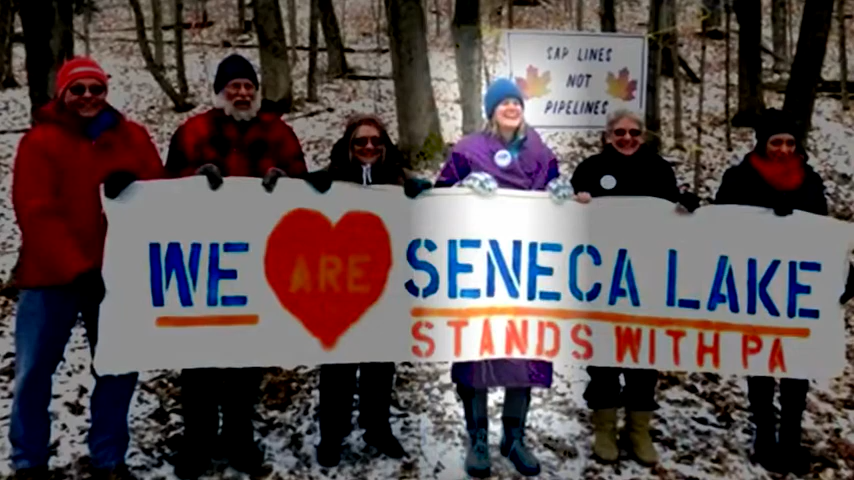 SAP LINES
NOT
PIPELINES
WE ARE SENECA LAKE
STANDS WITH PA